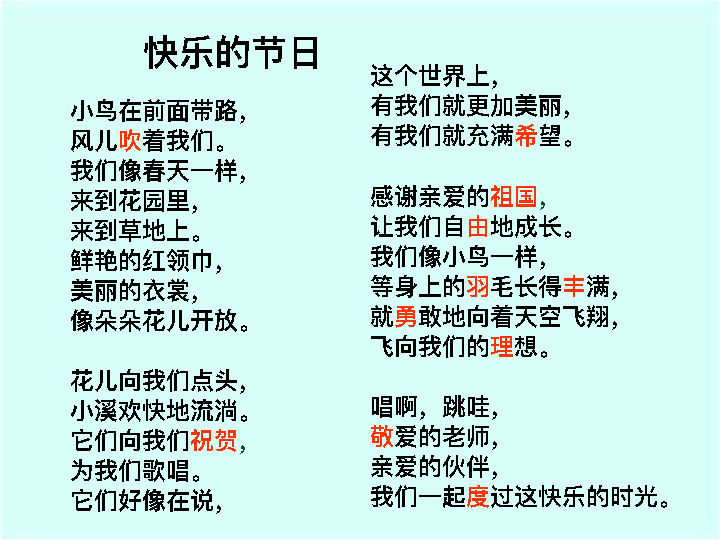 快乐的节日
小鸟在前面带路，
风儿吹着我们。
我们像春天一样，
来到花园里，
来到草地上。
鲜艳的红领巾，
美丽的衣裳，
像朵朵花儿开放。
花儿向我们点头，
小溪欢快地流淌。
它们向我们祝贺，
为我们歌唱。
它们好像在说，
这个世界上，
有我们就更加美丽，
有我们就充满希望。
感谢亲爱的祖国，
让我们自由地成长。
我们像小鸟一样，
等身上的羽毛长得丰满，
就勇敢地向着天空飞翔，
飞向我们的理想。
唱啊，跳哇，
敬爱的老师，
亲爱的伙伴，
我们一起度过这快乐的时光。